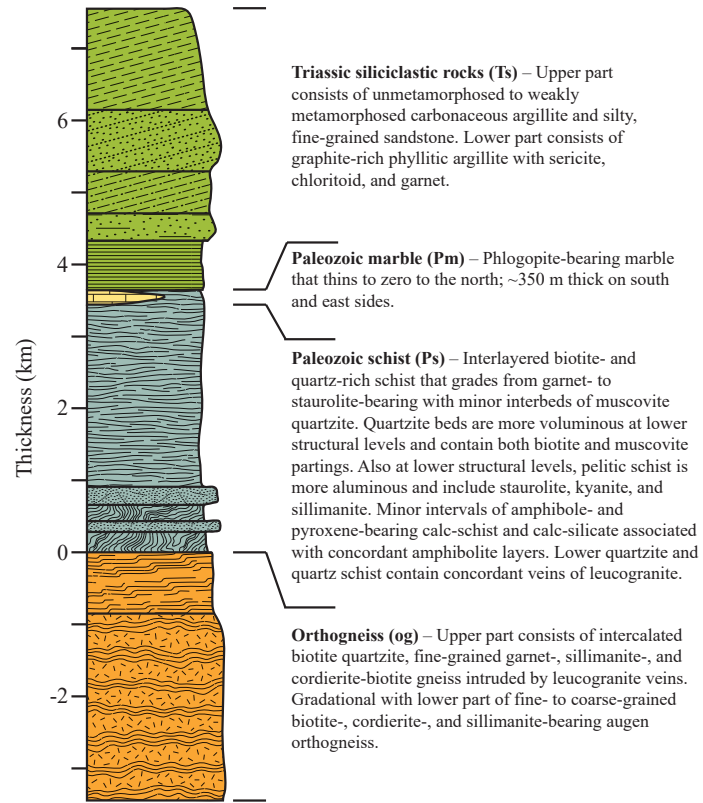 Thickness (km)
6
4
2
0
-2
Triassic siliciclastic rocks (Ts) – Upper part
consists of unmetamorphosed to weakly
metamorphosed carbonaceous argillite and silty,
fine-grained sandstone. Lower part consists of
graphite-rich phyllitic argillite with sericite,
chloritoid, and garnet.
Paleozoic marble (Pm) – Phlogopite-bearing marble
that thins to zero to the north; ~350 m thick on south
and east sides.
Paleozoic schist (Ps) – Interlayered biotite- and
quartz-rich schist that grades from garnet- to
staurolite-bearing with minor interbeds of muscovite
quartzite. Quartzite beds are more voluminous at lower
structural levels and contain both biotite and muscovite
partings. Also at lower structural levels, pelitic schist is
more aluminous and include staurolite, kyanite, and
sillimanite. Minor intervals of amphibole- and
pyroxene-bearing calc-schist and calc-silicate associated
with concordant amphibolite layers. Lower quartzite and
quartz schist contain concordant veins of leucogranite.
Orthogneiss (og) – Upper part consists of intercalated
biotite quartzite, fine-grained garnet-, sillimanite-, and
cordierite-biotite gneiss intruded by leucogranite veins.
Gradational with lower part of fine- to coarse-grained
biotite-, cordierite-, and sillimanite-bearing augen
orthogneiss.